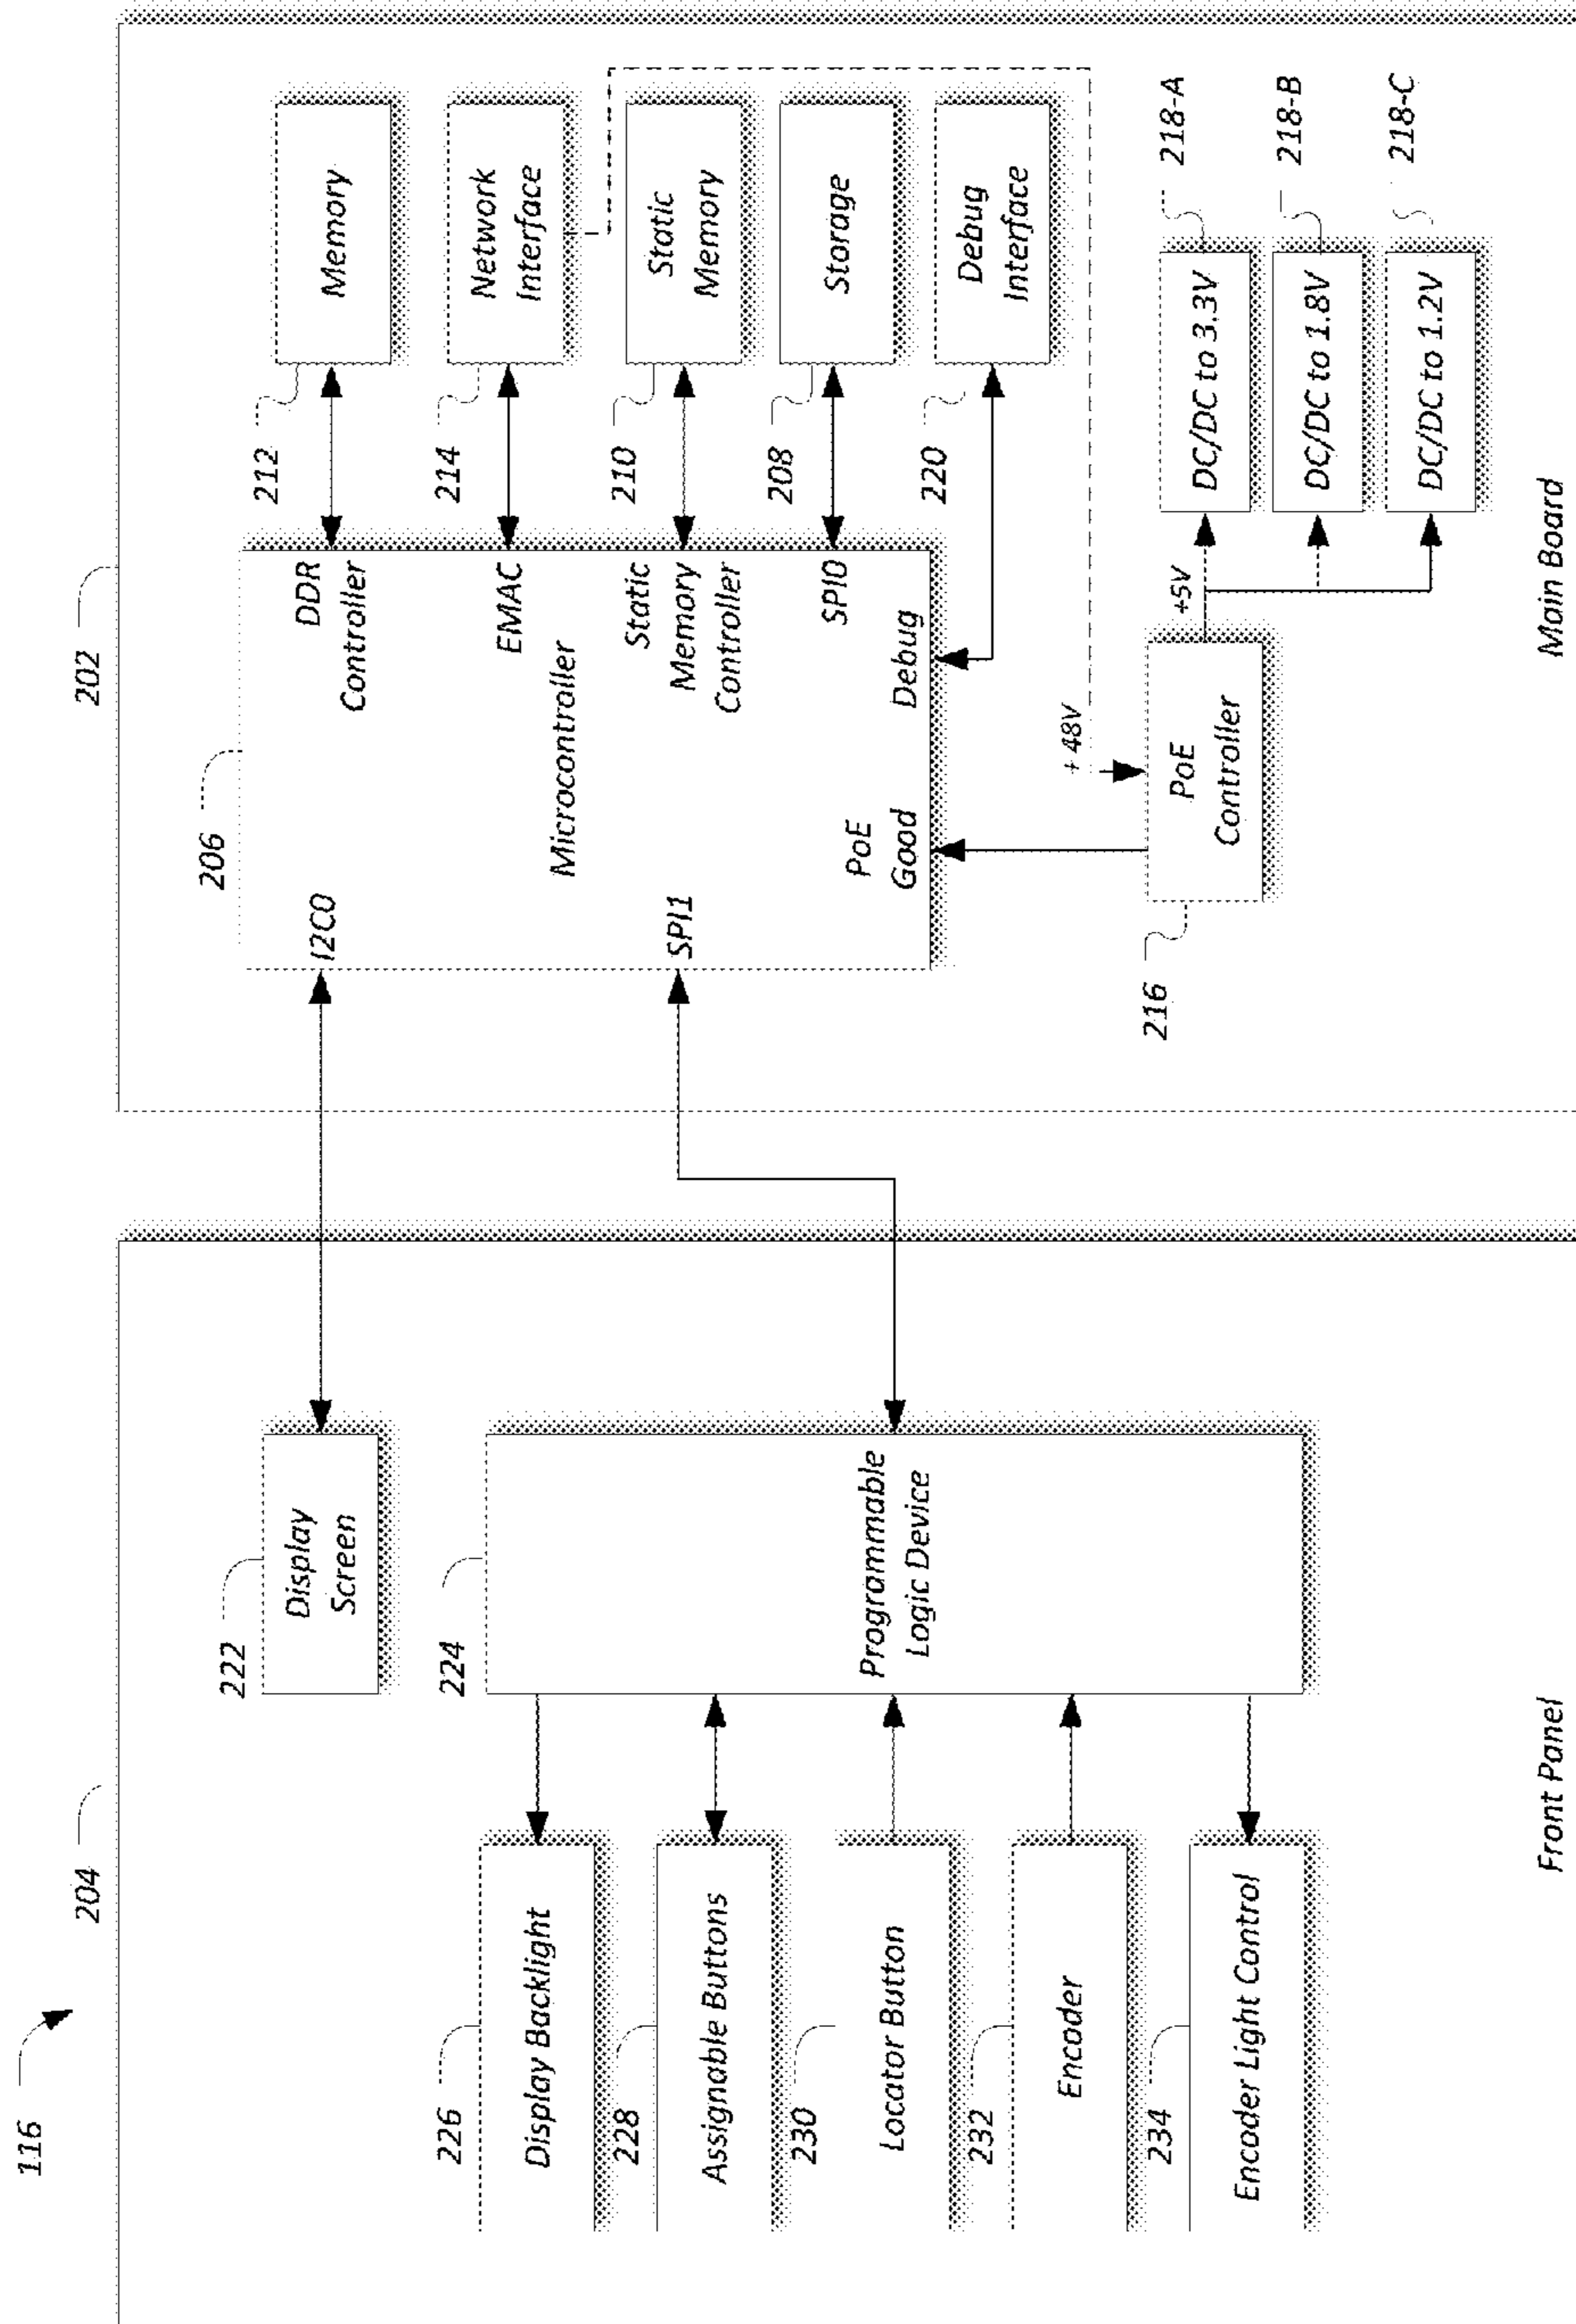 116
204
202
222
Display
Screen
224
Programmable
Logic Device
226
Display Backlight
228
Assignable Buttons
230
Locator Button
232
Encoder
234
Encoder Light Control
Front Panel
206
I2C0
SPI1
Microcontroller
DDR
Controller
EMAC
Static
Memory
Controller
SPI0
PoE
Good
Debug
212
Memory
214
Network
Interface
210
Static
Memory
208
Storage
220
Debug
Interface
+ 48V
216
PoE
Controller
+5V
DC/DC to 3.3V
218-A
DC/DC to 1.8V
218-B
DC/DC to 1.2V
218-C
Main Board